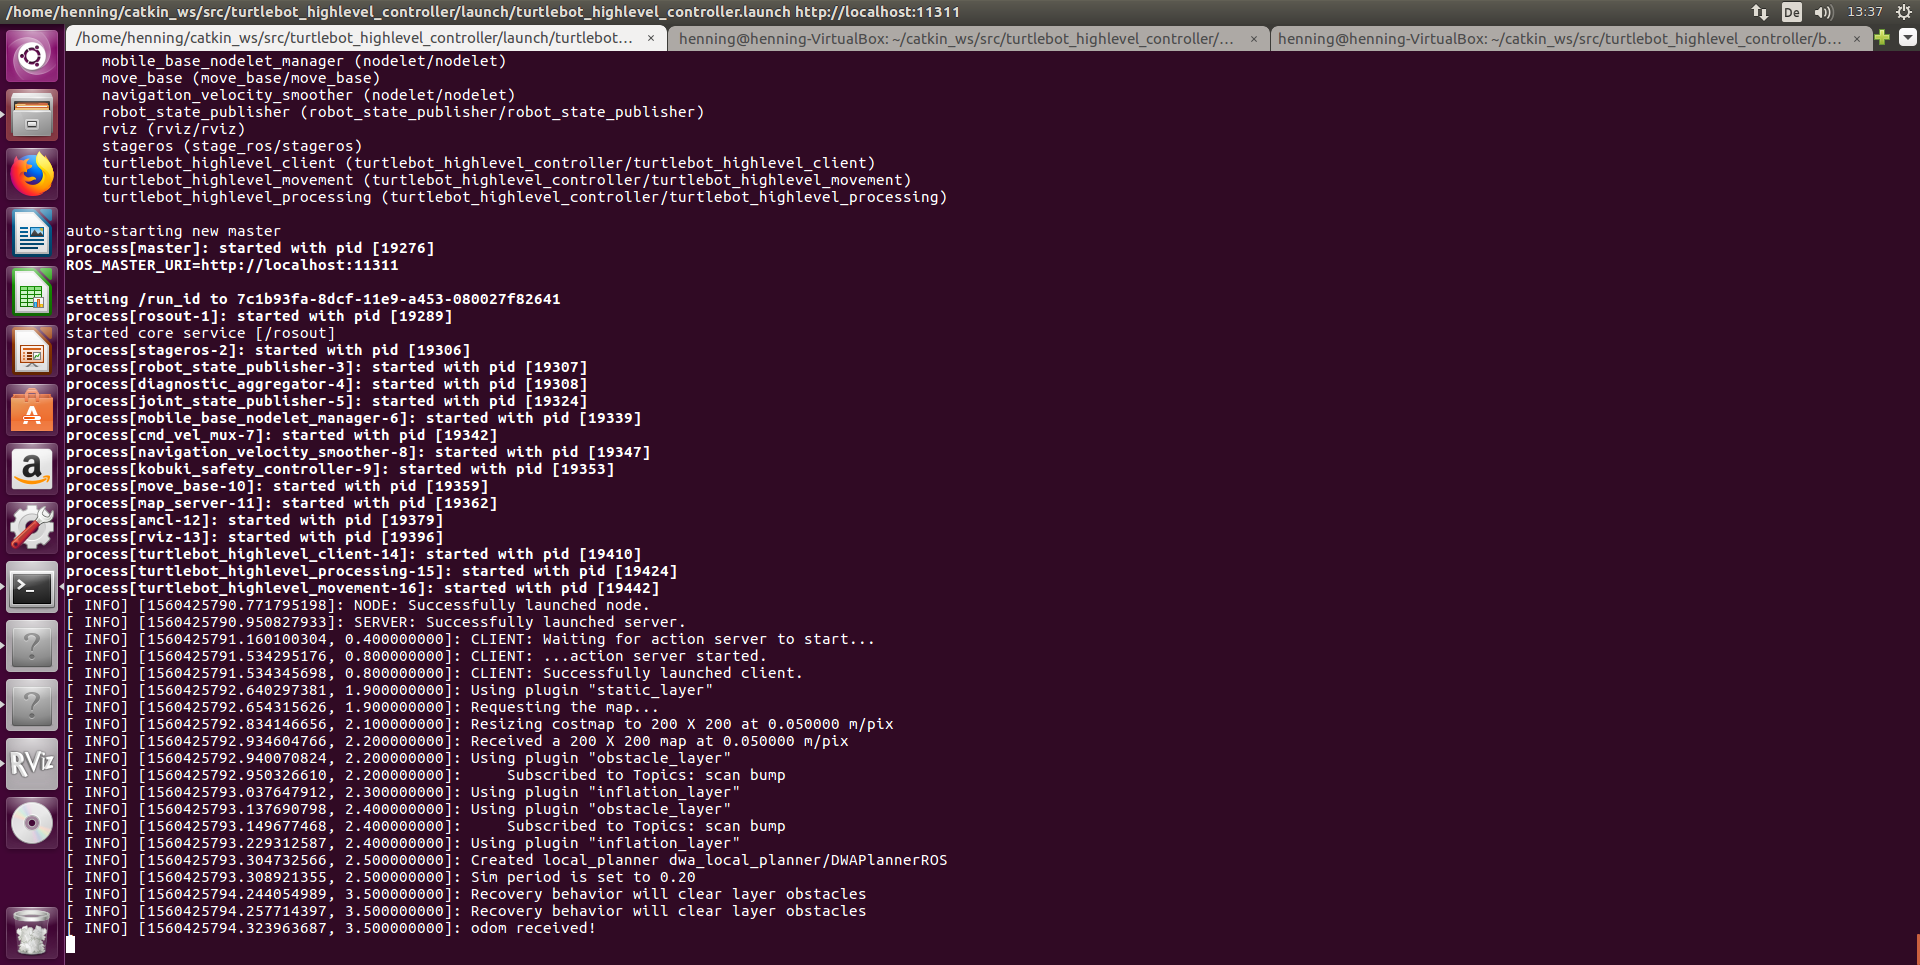 /home/henning/catkin_ws/src/turtlebot_highlevel_controller/launch/turtlebot_highlevel_controller.launch http://localhost:11311
De
13:37
/home/henning/catkin_ws/src/turtlebot_highlevel_controller/launch/turtlebot... ×
henning@henning-VirtualBox: ~/catkin_ws/src/turtlebot_highlevel_controller/... ×
henning@henning-VirtualBox: ~/catkin_ws/src/turtlebot_highlevel_controller/b... ×
mobile_base_nodelet_manager (nodelet/nodelet)
move_base (move_base/move_base)
navigation_velocity_smoother (nodelet/nodelet)
robot_state_publisher (robot_state_publisher/robot_state_publisher)
rviz (rviz/rviz)
stageros (stage_ros/stageros)
turtlebot_highlevel_client (turtlebot_highlevel_controller/turtlebot_highlevel_client)
turtlebot_highlevel_movement (turtlebot_highlevel_controller/turtlebot_highlevel_movement)
turtlebot_highlevel_processing (turtlebot_highlevel_controller/turtlebot_highlevel_processing)
auto-starting new master
process[master]: started with pid [19276]
ROS_MASTER_URI=http://localhost:11311
setting /run_id to 7c1b93fa-8dcf-11e9-a453-080027f82641
process[rosout-1]: started with pid [19289]
started core service [/rosout]
process[stageros-2]: started with pid [19306]
process[robot_state_publisher-3]: started with pid [19307]
process[diagnostic_aggregator-4]: started with pid [19308]
process[joint_state_publisher-5]: started with pid [19324]
process[mobile_base_nodelet_manager-6]: started with pid [19339]
process[cmd_vel_mux-7]: started with pid [19342]
process[navigation_velocity_smoother-8]: started with pid [19347]
process[kobuki_safety_controller-9]: started with pid [19353]
process[move_base-10]: started with pid [19359]
process[map_server-11]: started with pid [19362]
process[amcl-12]: started with pid [19379]
process[rviz-13]: started with pid [19396]
process[turtlebot_highlevel_client-14]: started with pid [19410]
process[turtlebot_highlevel_processing-15]: started with pid [19424]
process[turtlebot_highlevel_movement-16]: started with pid [19442]
[ INFO] [1560425790.771795198]: NODE: Successfully launched node.
[ INFO] [1560425790.950827933]: SERVER: Successfully launched server.
[ INFO] [1560425791.160100304, 0.400000000]: CLIENT: Waiting for action server to start...
[ INFO] [1560425791.534295176, 0.800000000]: CLIENT: ...action server started.
[ INFO] [1560425791.534345698, 0.800000000]: CLIENT: Successfully launched client.
[ INFO] [1560425792.640297381, 1.900000000]: Using plugin "static_layer"
[ INFO] [1560425792.654315626, 1.900000000]: Requesting the map...
[ INFO] [1560425792.834146656, 2.100000000]: Resizing costmap to 200 X 200 at 0.050000 m/pix
[ INFO] [1560425792.934604766, 2.200000000]: Received a 200 X 200 map at 0.050000 m/pix
[ INFO] [1560425792.940070824, 2.200000000]: Using plugin "obstacle_layer"
[ INFO] [1560425792.950326610, 2.200000000]:     Subscribed to Topics: scan bump
[ INFO] [1560425793.037647912, 2.300000000]: Using plugin "inflation_layer"
[ INFO] [1560425793.137690798, 2.400000000]: Using plugin "obstacle_layer"
[ INFO] [1560425793.149677468, 2.400000000]:     Subscribed to Topics: scan bump
[ INFO] [1560425793.229312587, 2.400000000]: Using plugin "inflation_layer"
[ INFO] [1560425793.304732566, 2.500000000]: Created local_planner dwa_local_planner/DWAPlannerROS
[ INFO] [1560425793.308921355, 2.500000000]: Sim period is set to 0.20
[ INFO] [1560425794.244054989, 3.500000000]: Recovery behavior will clear layer obstacles
[ INFO] [1560425794.257714397, 3.500000000]: Recovery behavior will clear layer obstacles
[ INFO] [1560425794.323963687, 3.500000000]: odom received!
a
>_
?
?
RViz